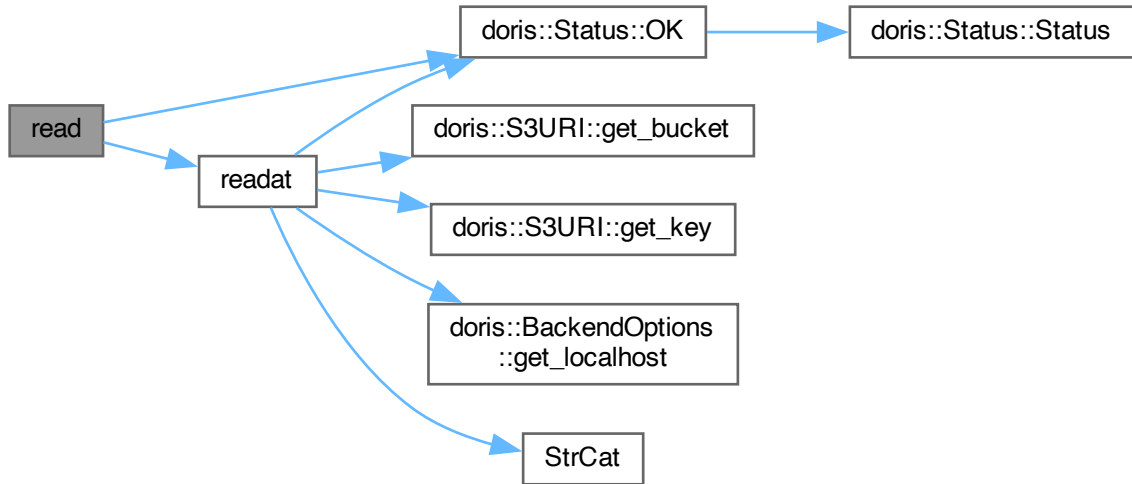 read
readat
doris::Status::OK
doris::Status::Status
doris::S3URI::get_bucket
doris::S3URI::get_key
doris::BackendOptions
::get_localhost
StrCat